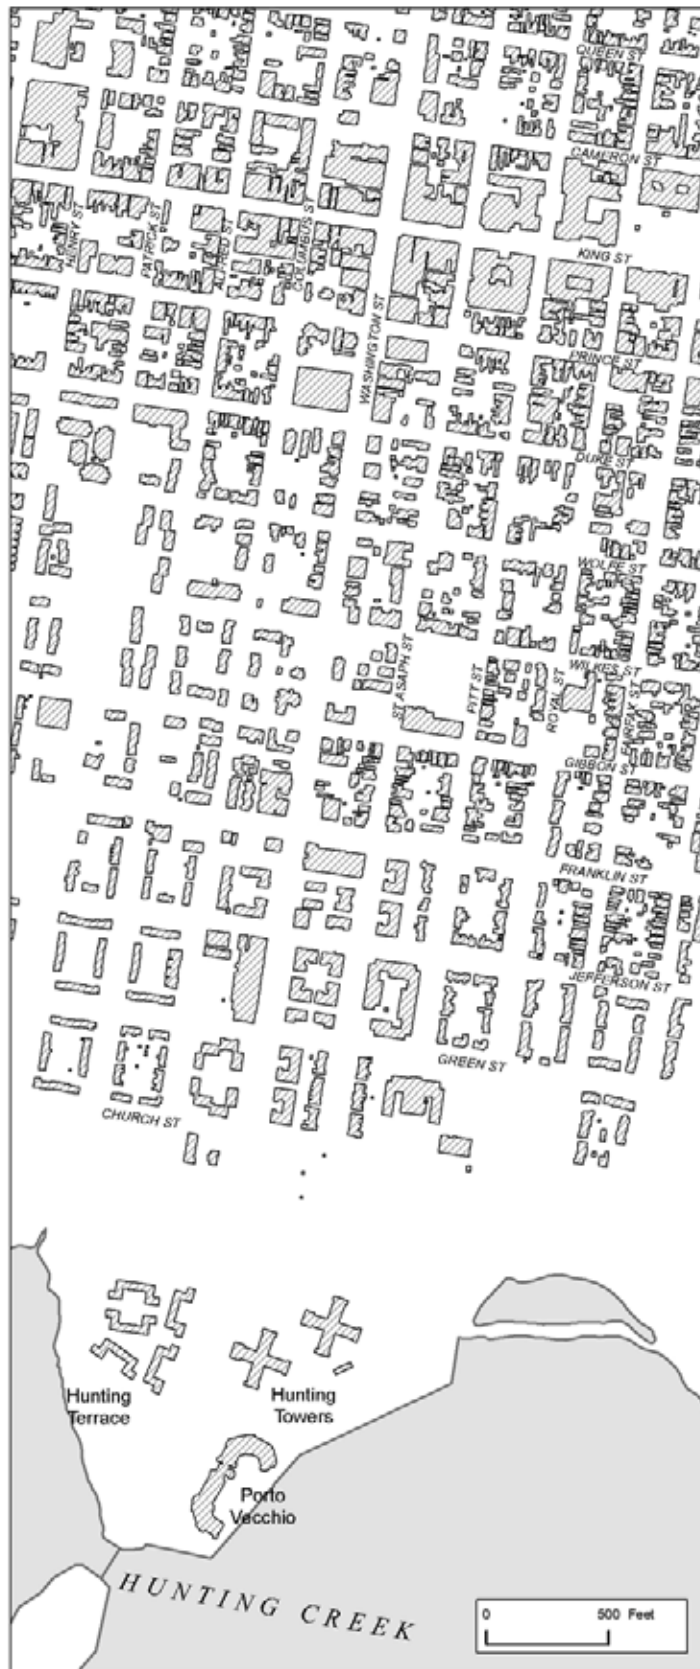 QUEEN ST
CAMERON ST
HENRY ST
PATRICK ST
ALFRED ST
COLUMBUS ST
KING ST
WASHINGTON ST
PRINCE ST
DUKE ST
WOLFE ST
ST ASAPH ST
PITT ST
ROYAL ST
WILKES ST
FAIRFAX ST
GIBBON ST
FRANKLIN ST
JEFFERSON ST
GREEN ST
CHURCH ST
Hunting
Terrace
Hunting
Towers
Porto
Vecchio
HUNTING CREEK
0 500 Feet